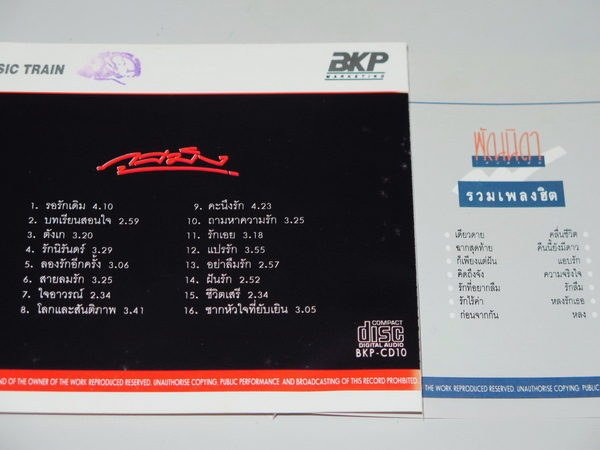 SIC TRAIN
BKP
MARKETING
1. รอรักเดิม 4.10
2. บทเรียนสอนใจ 2.59
3. ตังเก 3.20
4. รักนิรันดร์ 3.29
5. ลองรักอีกครั้ง 3.06
6. สายลมรัก 3.25
7. ใจอาวรณ์ 2.34
8. โลกและสันติภาพ 3.41
9. คะนึงรัก 4.23
10. ถามหาความรัก 3.25
11. รักเอย 3.18
12. แปรรัก 3.55
13. อย่าลืมรัก 2.57
14. ฝันรัก 2.52
15. ชีวิตเสรี 2.34
16. ซากหัวใจที่ยับเยิน 3.05
COMPACT
disc
DIGITAL AUDIO
BKP-CD10
ND OF THE OWNER OF THE WORK REPRODUCED RESERVED. UNAUTHORISE COPYING. PUBLIC PERFORMANCE AND BROADCASTING OF THIS RECORD PROHIBITED.
พัณนิดา
รวมเพลงฮิต
เดียวดาย คลื่นชีวิต
ฉากสุดท้าย คืนนี้ยังมีดาว
ก็เพียงแต่ฝัน แอบรัก
คิดถึงจัง ความจริงใจ
รักที่อยากลืม รักลืม
รักไร้ค่า หลงรักเธอ
ก่อนจากกัน หลง
THE WORK REPRODUCED RESERVED. UNAUTHORISE COPYING, PUBLIC